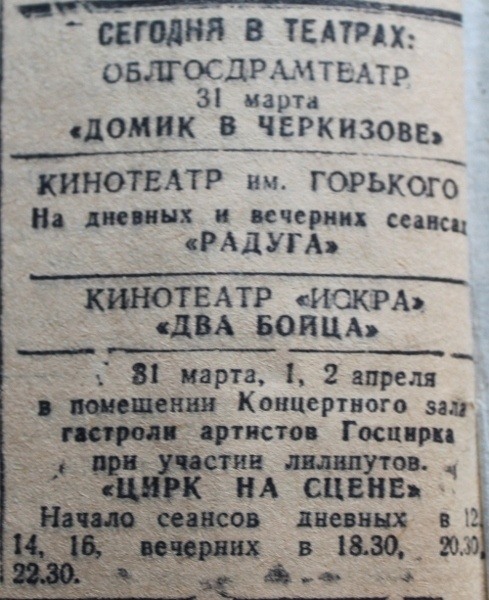 СЕГОДНЯ В ТЕАТРАХ:
ОБЛГОСДРАМТЕАТР
31 марта
«ДОМИК В ЧЕРКИЗОВЕ»
КИНОТЕАТР им. ГОРЬКОГО
На дневных и вечерних сеансах
«РАДУГА»
КИНОТЕАТР «ИСКРА»
«ДВА БОЙЦА»
31 марта, 1, 2 апреля
в помещении Концертного зала
гастроли артистов Госцирка
при участии лилипутов.
«ЦИРК НА СЦЕНЕ»
Начало сеансов дневных в 12,
14, 16, вечерних в 18.30, 20.30,
22.30.